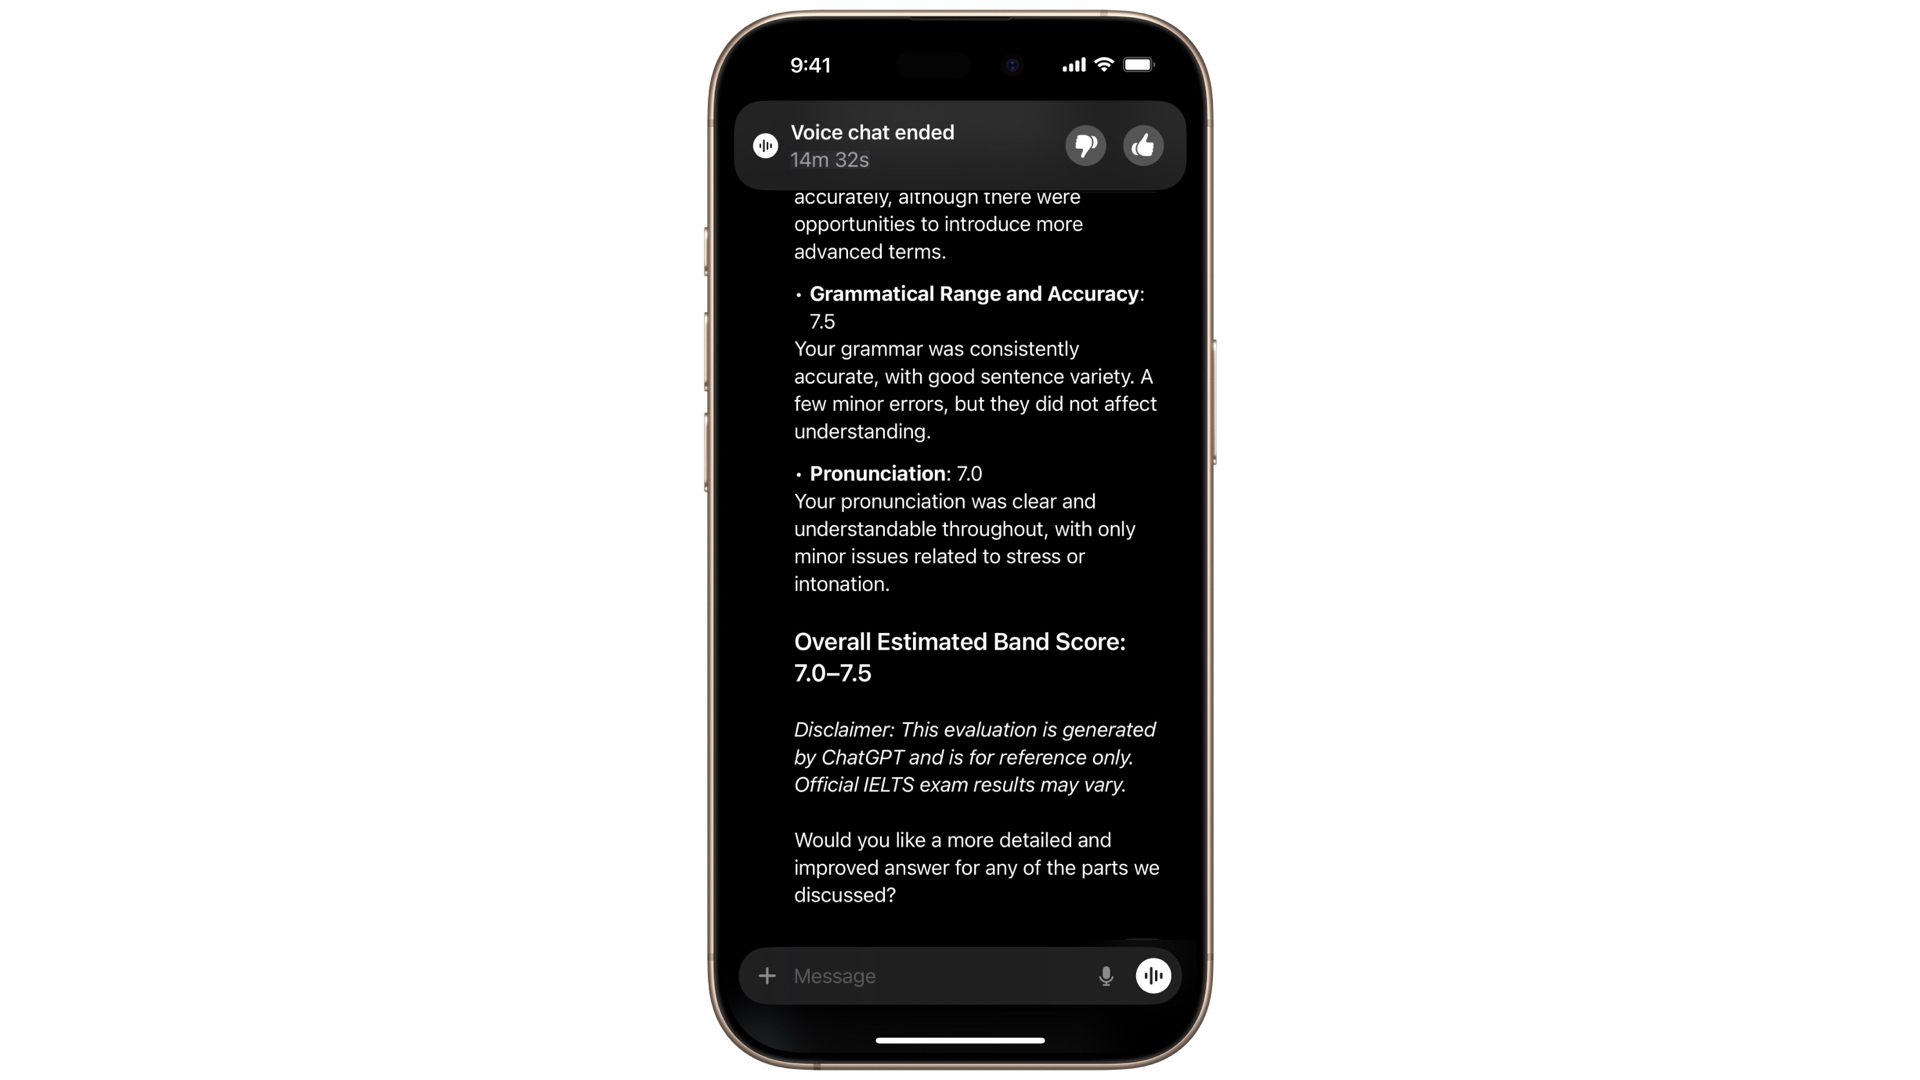 9:41
Voice chat ended
14m 32s
accurately, although there were
opportunities to introduce more
advanced terms.
• Grammatical Range and Accuracy:
7.5
Your grammar was consistently
accurate, with good sentence variety. A
few minor errors, but they did not affect
understanding.
• Pronunciation: 7.0
Your pronunciation was clear and
understandable throughout, with only
minor issues related to stress or
intonation.
Overall Estimated Band Score:
7.0–7.5
Disclaimer: This evaluation is generated
by ChatGPT and is for reference only.
Official IELTS exam results may vary.
Would you like a more detailed and
improved answer for any of the parts we
discussed?
Message